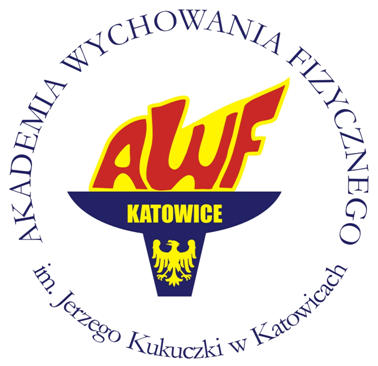 AKADEMIA WYCHOWANIA FIZYCZNEGO
AWF
KATOWICE
im. Jerzego Kukuczki w Katowicach